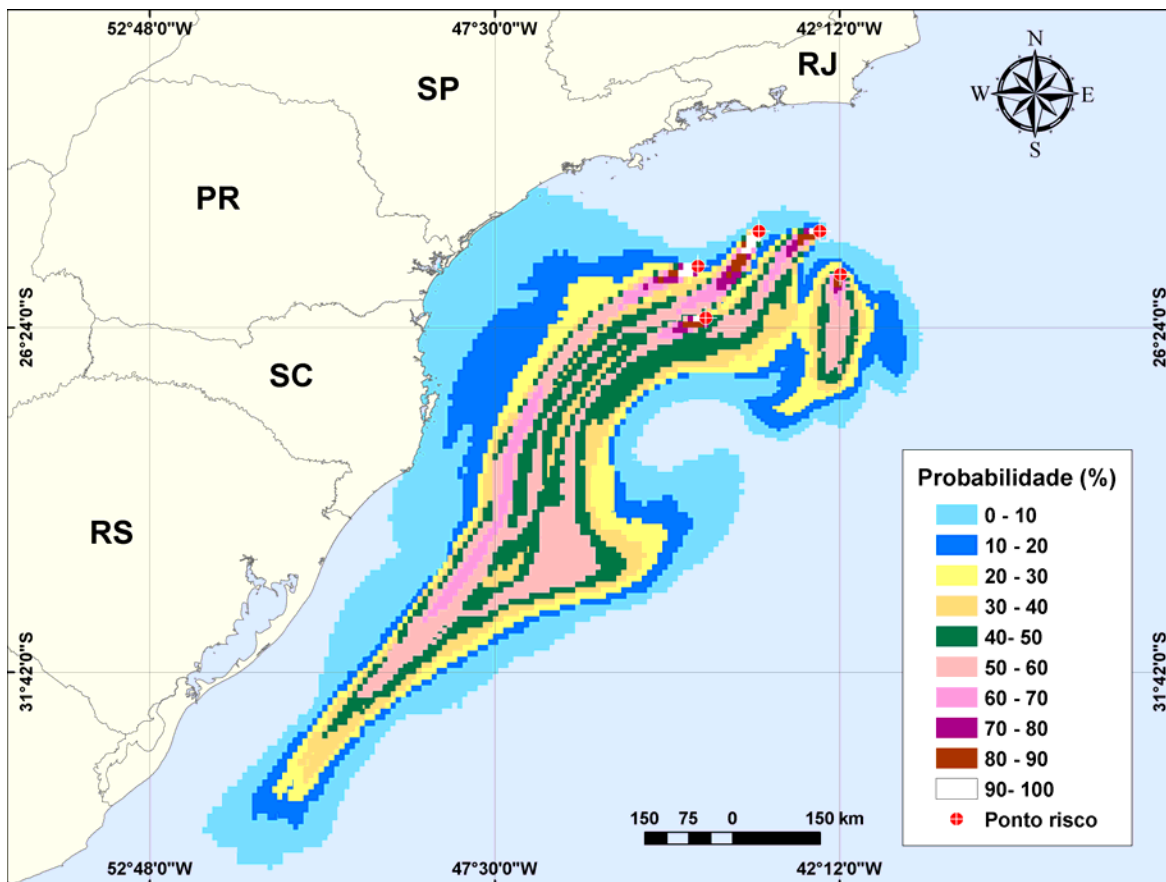 52°48'0"W 47°30'0"W 42°12'0"W
RJ
SP
N
W E
S
PR
26°24'0"S 26°24'0"S
SC
RS
Probabilidade (%)
0 - 10
10 - 20
20 - 30
30 - 40
40- 50
50 - 60
60 - 70
70 - 80
80 - 90
90- 100
Ponto risco
31°42'0"S 31°42'0"S
150 75 0 150 km
52°48'0"W 47°30'0"W 42°12'0"W